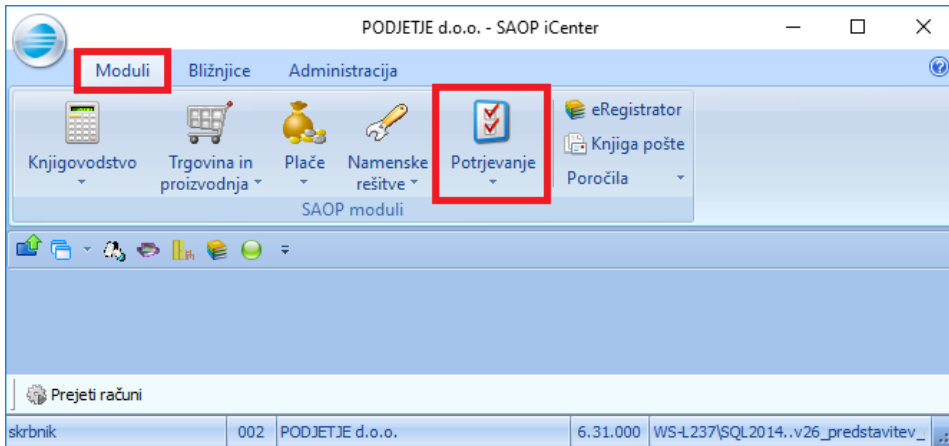 PODJETJE d.o.o. - SAOP iCenter
Moduli Bližnjice Administracija
Knjigovodstvo
Trgovina in
proizvodnja
Plače
Namenske
rešitve
Potrjevanje
eRegistrator
Knjiga pošte
Poročila
SAOP moduli
Prejeti računi
skrbnik 002 PODJETJE d.o.o. 6.31.000 WS-L237\SQL2014..v26_predstavitev_